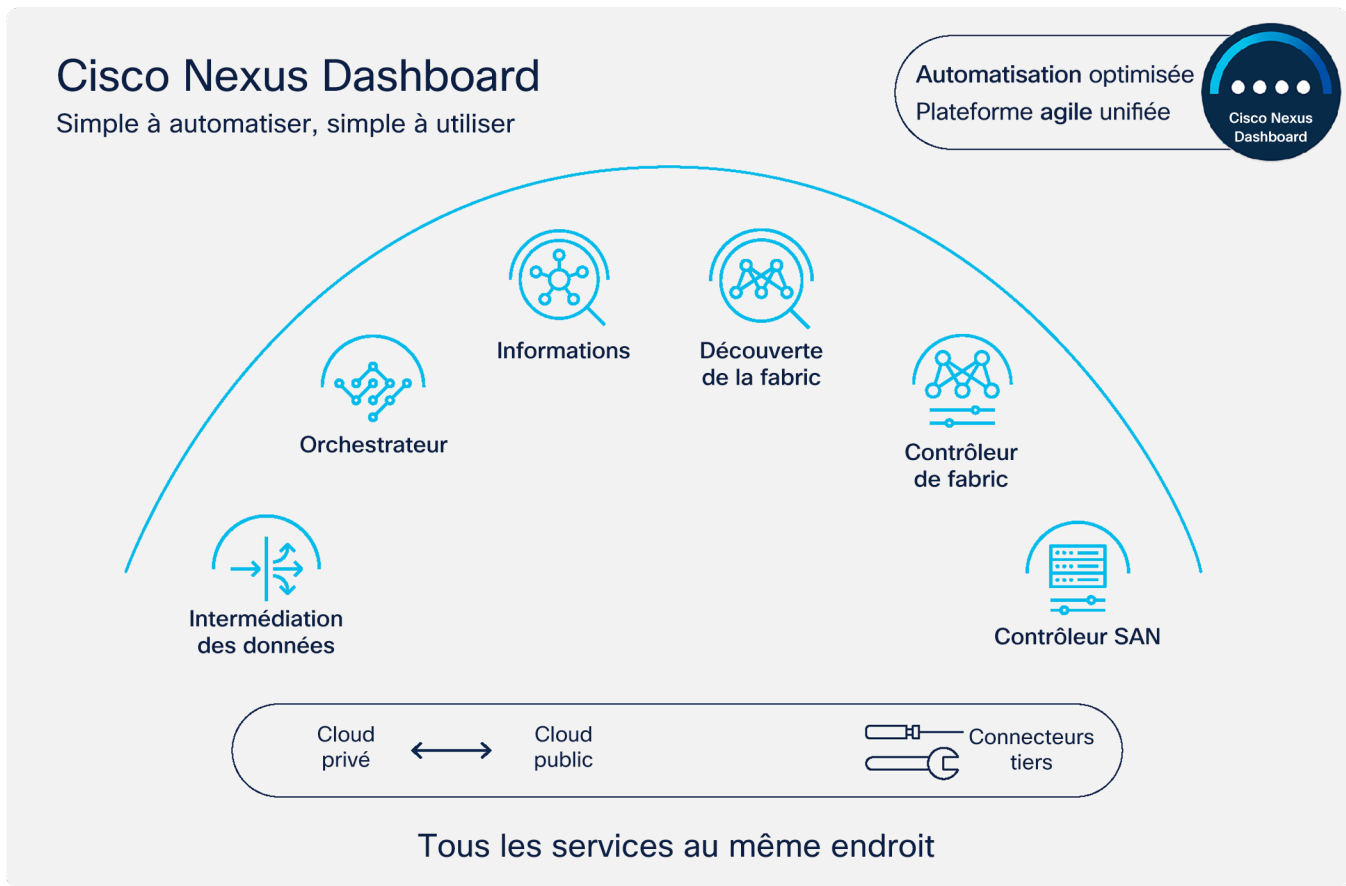 Cisco Nexus Dashboard
Simple à automatiser, simple à utiliser
Automatisation optimisée
Plateforme agile unifiée
Cisco Nexus
Dashboard
Informations
Découverte
de la fabric
Orchestrateur
Contrôleur
de fabric
Intermédiation
des données
Contrôleur SAN
Cloud
privé
Cloud
public
Connecteurs
tiers
Tous les services au même endroit